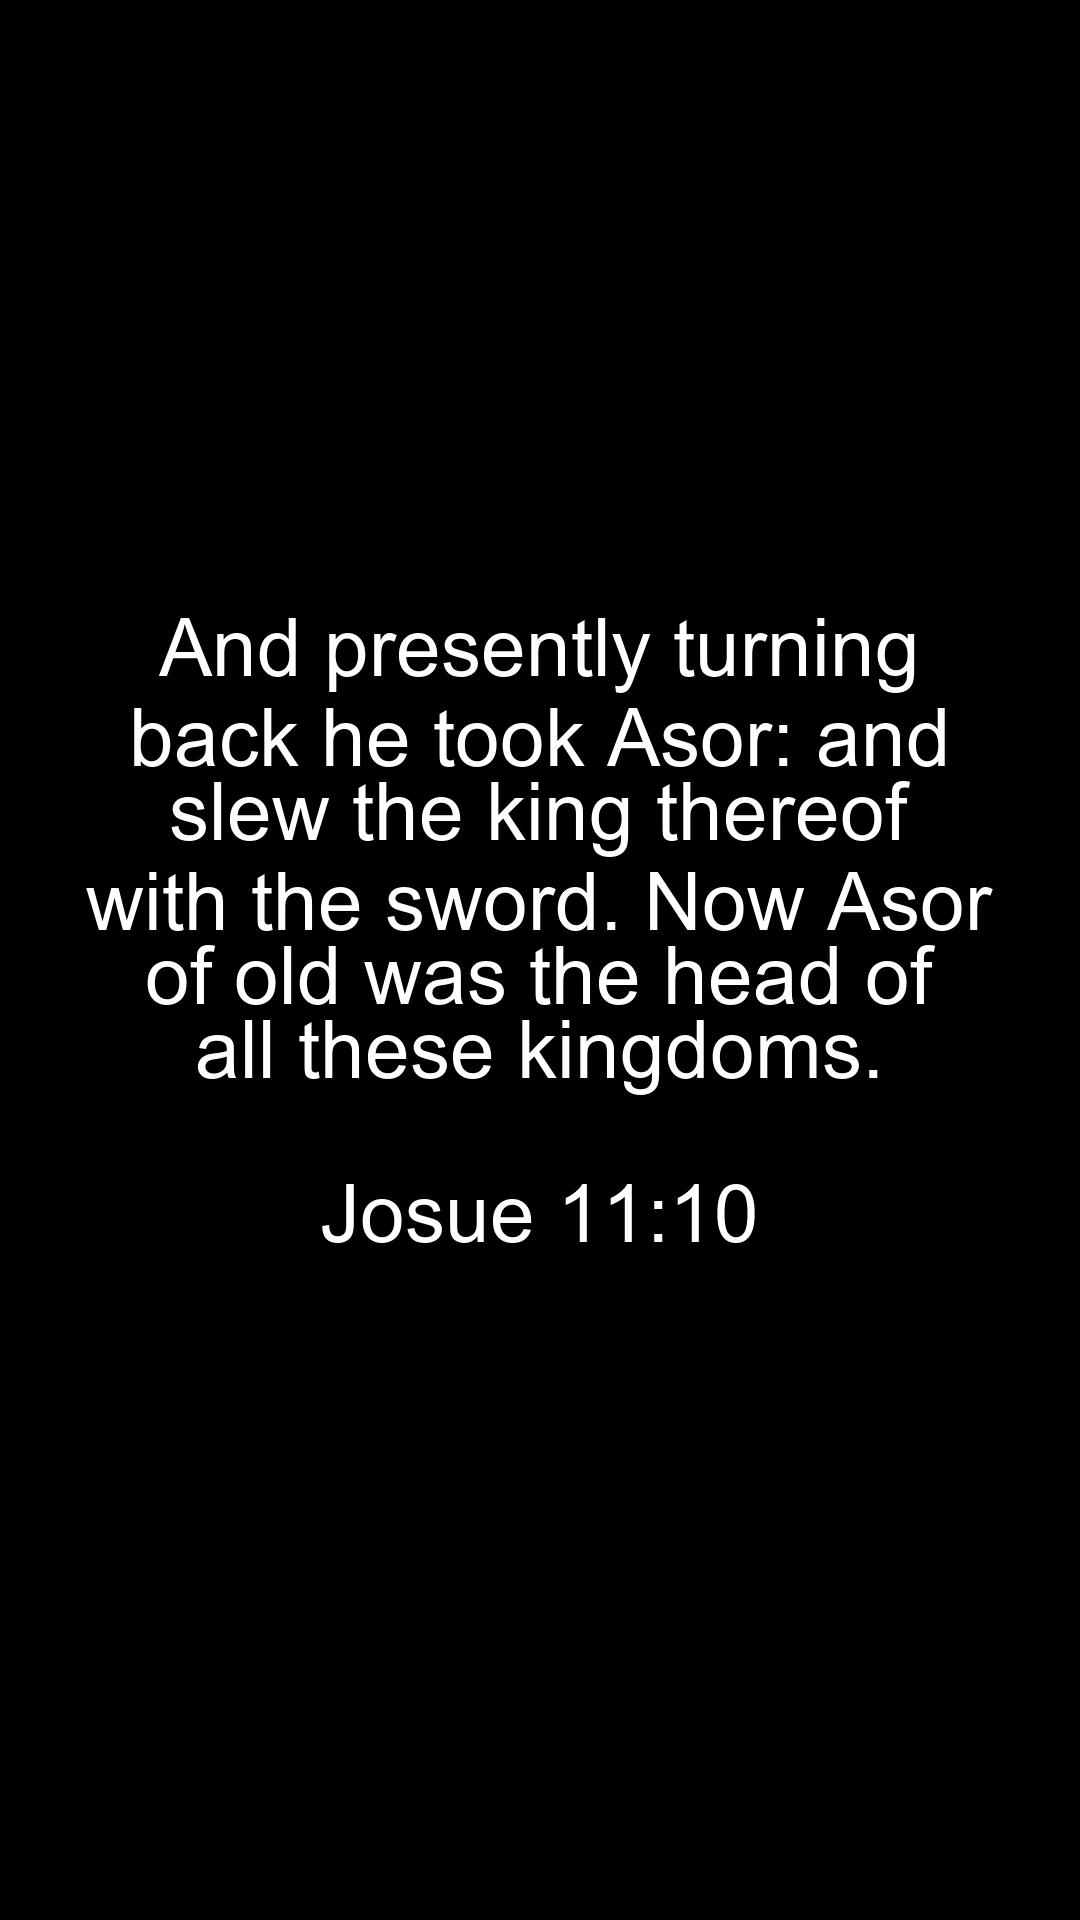 And presently turning
back he took Asor: and
slew the king thereof
with the sword. Now Asor
of old was the head of
all these kingdoms.
Josue 11:10